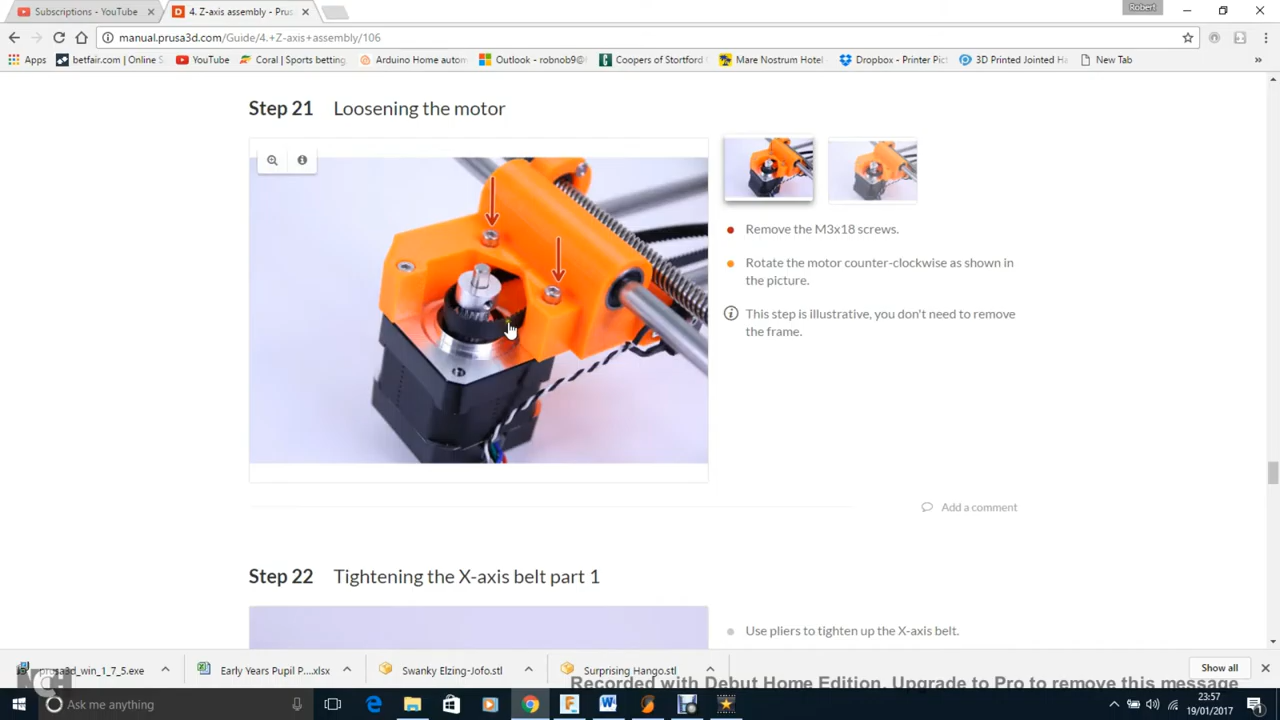 Robert
Subscriptions - YouTube
4. Z-axis assembly - Prus
manual.prusa3d.com/Guide/4.+Z-axis+assembly/106
Apps
betfair.com | Online S
YouTube
Coral | Sports betting
Arduino Home autom
Outlook - robnob9@
Coopers of Stortford
Mare Nostrum Hotel
Dropbox - Printer Pict
3D Printed Jointed Ha
New Tab
»
Step 21 Loosening the motor
Remove the M3x18 screws.
Rotate the motor counter-clockwise as shown in
the picture.
This step is illustrative, you don't need to remove
the frame.
Add a comment
Step 22 Tightening the X-axis belt part 1
Use pliers to tighten up the X-axis belt.
prusa3d_win_1_7_5.exe
Early Years Pupil P....xlsx
Swanky Elzing-Jofo.stl
Surprising Hango.stl
Show all
Recorded with Debut Home Edition. Upgrade to Pro to remove this message
Ask me anything
23:57
19/01/2017